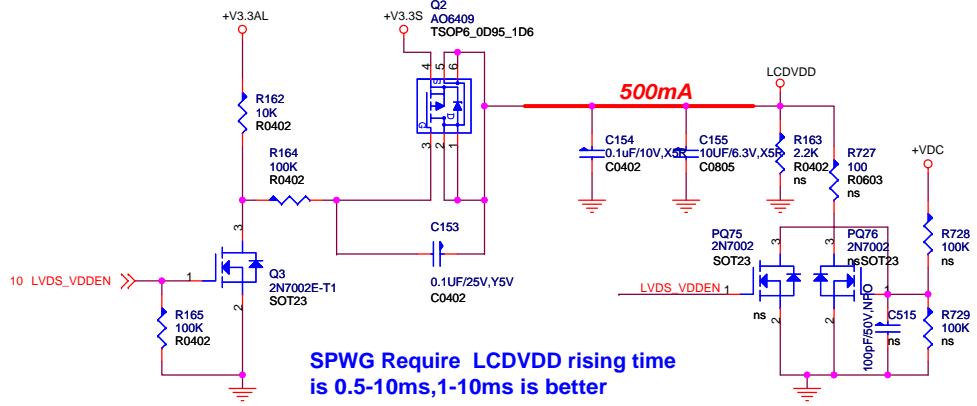 Q2
AO6409
TSOP6_0D95_1D6
+V3.3AL
+V3.3S
4
5
6
S
G
D
3
2
1
R162
10K
R0402
R164
100K
R0402
C153
0.1UF/25V,Y5V
C0402
10 LVDS_VDDEN
1
3
2
Q3
2N7002E-T1
SOT23
R165
100K
R0402
500mA
LCDVDD
C154
0.1uF/10V,X5R
C0402
C155
10UF/6.3V,X5R
C0805
R163
2.2K
R0402
ns
R727
100
R0603
ns
+VDC
R728
100K
ns
R729
100K
ns
PQ75
2N7002
SOT23
LVDS_VDDEN
1
3
2
ns
PQ76
2N7002
SOT23
ns
3
1
2
C515
100pF/50V,NPO
ns
SPWG Require LCDVDD rising time
is 0.5-10ms,1-10ms is better